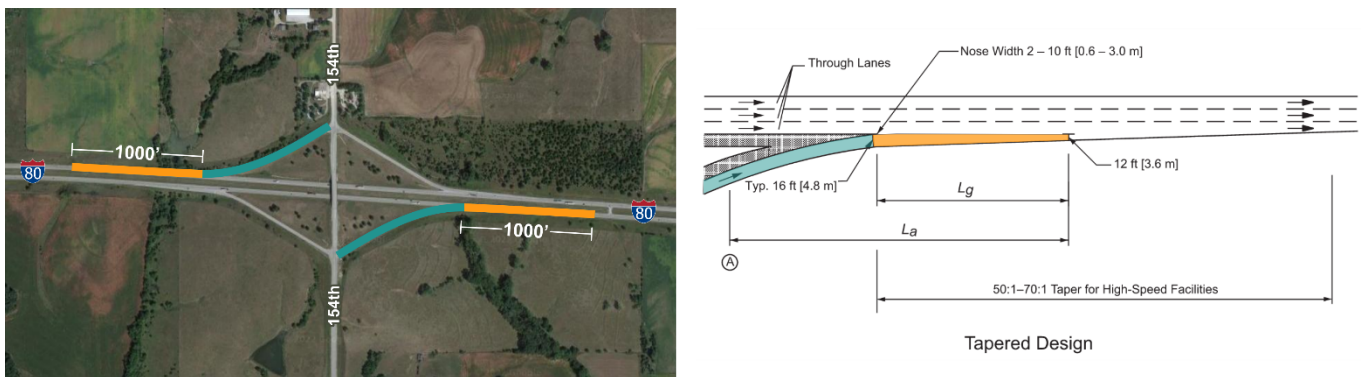 154th
1000'
80
80
1000'
154th
Nose Width 2 – 10 ft [0.6 – 3.0 m]
Through Lanes
12 ft [3.6 m]
Typ. 16 ft [4.8 m]
Lg
La
A
50:1–70:1 Taper for High-Speed Facilities
Tapered Design